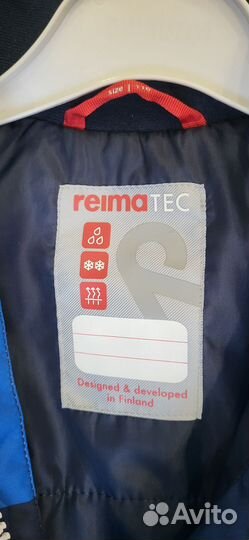 size
reimaTEC
Designed & developed
in Finland
Avito